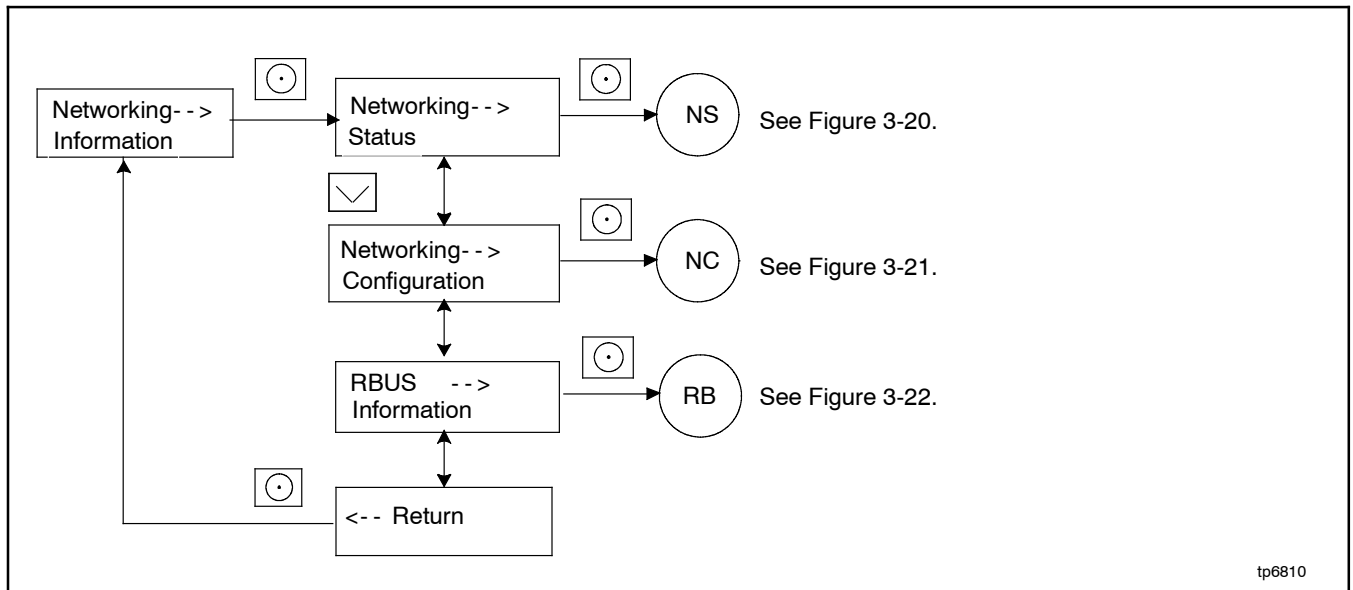 Networking-->
Information
Networking-->
Status
NS
See Figure 3-20.
Networking-->
Configuration
NC
See Figure 3-21.
RBUS -->
Information
RB
See Figure 3-22.
<-- Return
tp6810